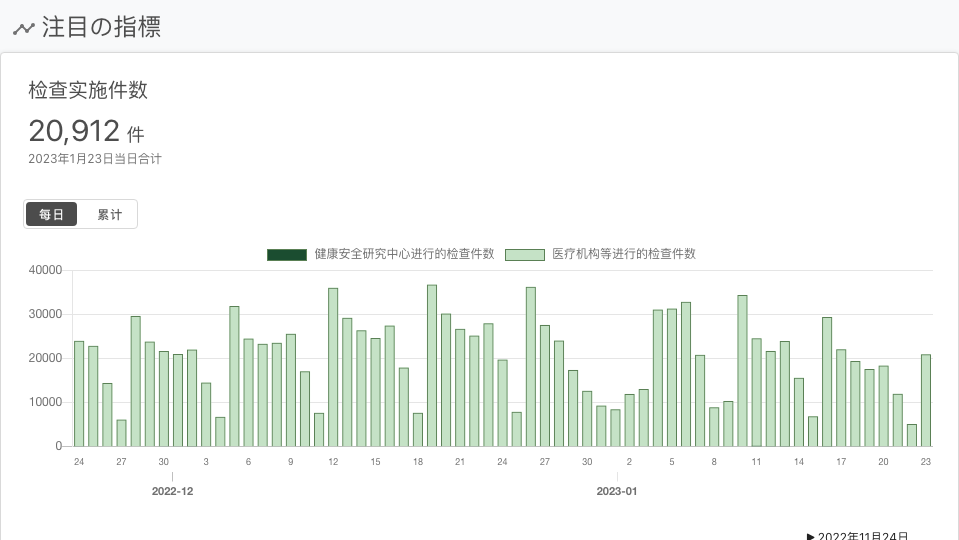 注目の指標
检查实施件数
20,912 件
2023年1月23日当日合计
每日 累计
健康安全研究中心进行的检查件数 医疗机构等进行的检查件数
40000
30000
20000
10000
0
24 27 30 3 6 9 12 15 18 21 24 27 30 2 5 8 11 14 17 20 23
2022-12 2023-01
▶ 2022年11月24日